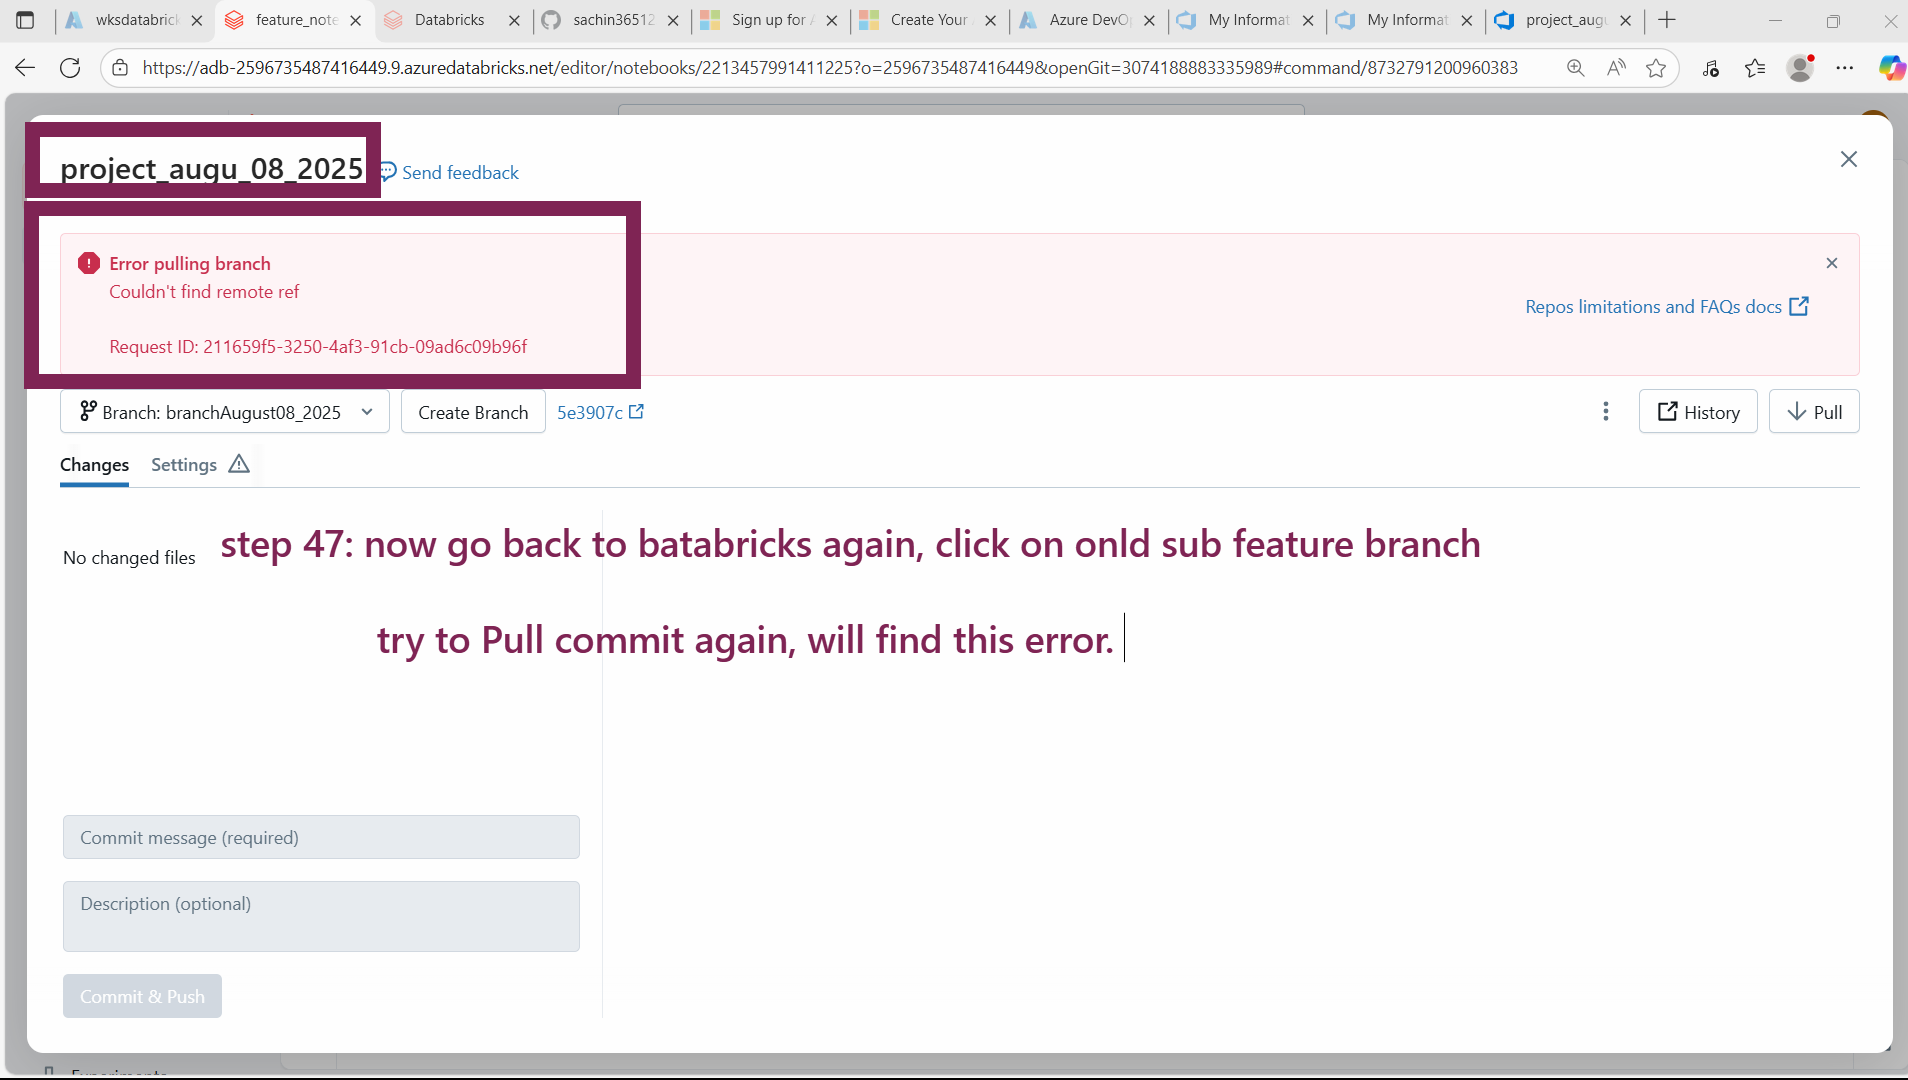 wksdatabrick
feature_note
Databricks
sachin36512
Sign up for A
Create Your A
Azure DevOp
My Informat
My Informat
project_augu
https://adb-2596735487416449.9.azuredatabricks.net/editor/notebooks/2213457991411225?o=2596735487416449&openGit=3074188883335989#command/8732791200960383
project_augu_08_2025
Send feedback
Error pulling branch
Couldn't find remote ref
Repos limitations and FAQs docs
Request ID: 211659f5-3250-4af3-91cb-09ad6c09b96f
Branch: branchAugust08_2025
Create Branch
5e3907c
History
Pull
Changes
Settings
step 47: now go back to batabricks again, click on onld sub feature branch
No changed files
try to Pull commit again, will find this error.
Commit message (required)
Description (optional)
Commit & Push
Experiments